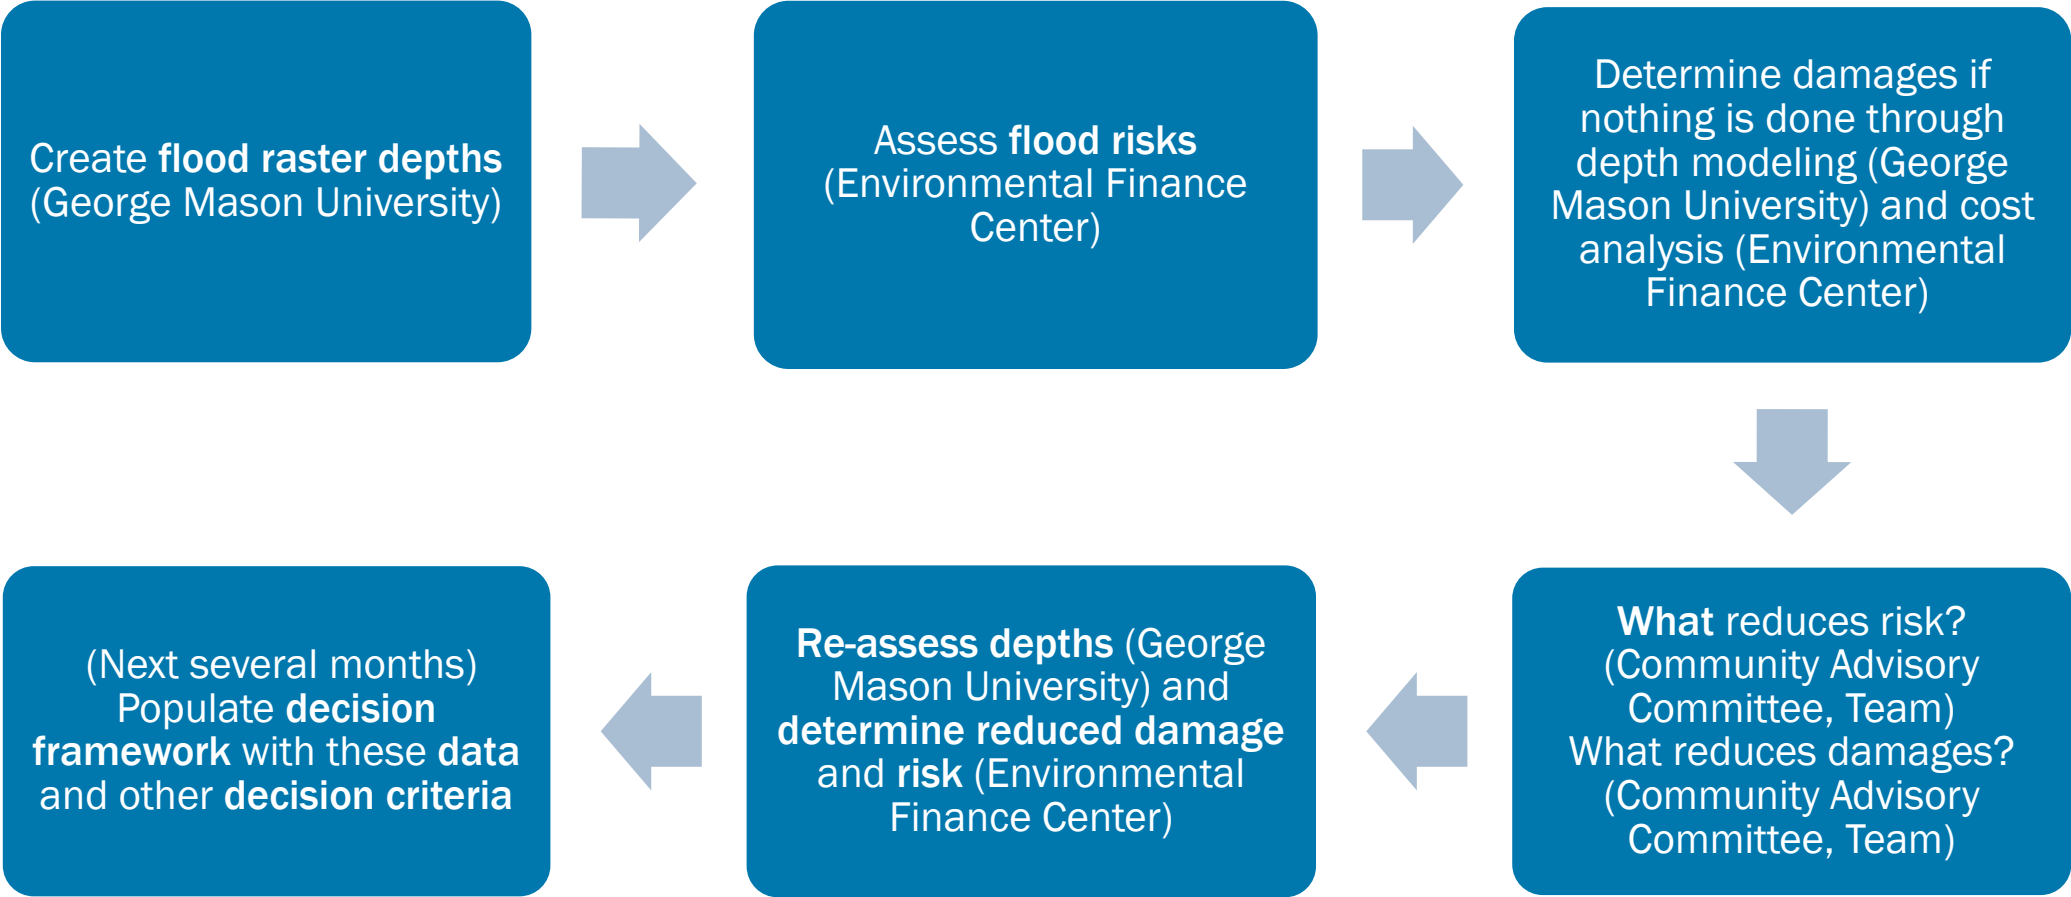 Create flood raster depths
(George Mason University)
Assess flood risks
(Environmental Finance
Center)
Determine damages if
nothing is done through
depth modeling (George
Mason University) and cost
analysis (Environmental
Finance Center)
What reduces risk?
(Community Advisory
Committee, Team)
What reduces damages?
(Community Advisory
Committee, Team)
Re-assess depths (George
Mason University) and
determine reduced damage
and risk (Environmental
Finance Center)
(Next several months)
Populate decision
framework with these data
and other decision criteria